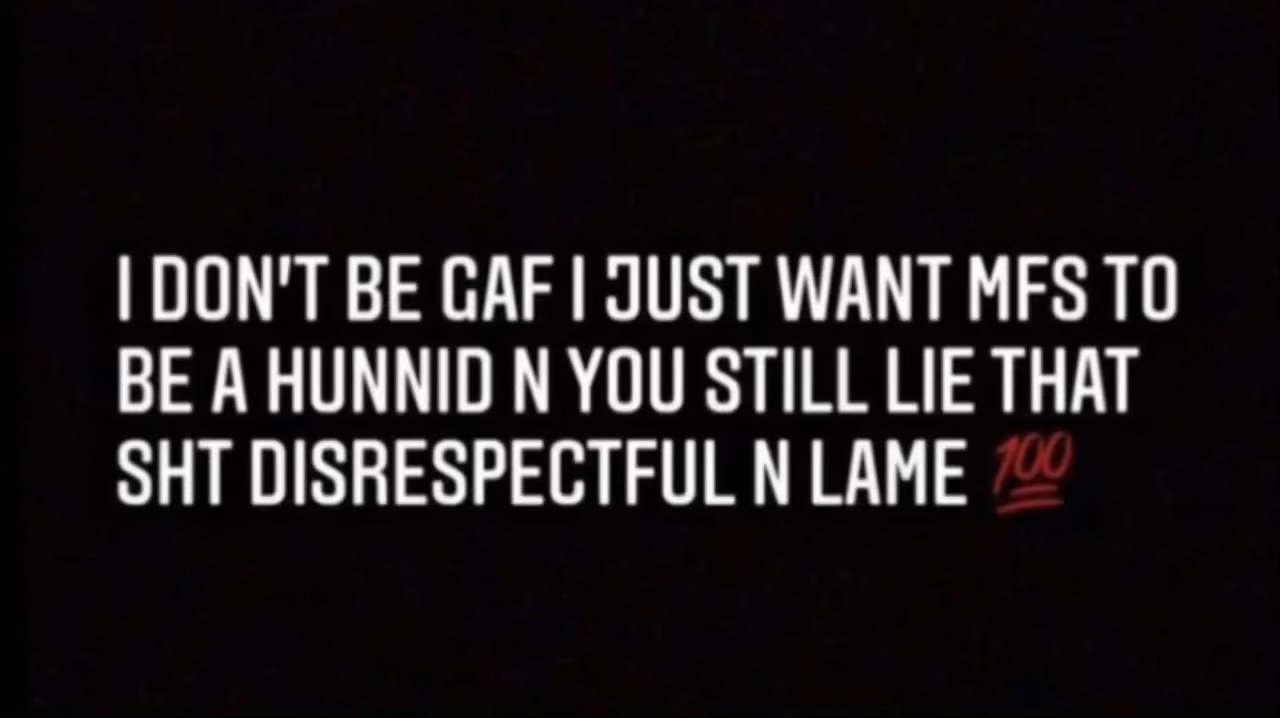 I DON'T BE GAF I JUST WANT MFS TO
BE A HUNNID N YOU STILL LIE THAT
SHT DISRESPECTFUL N LAME 💯